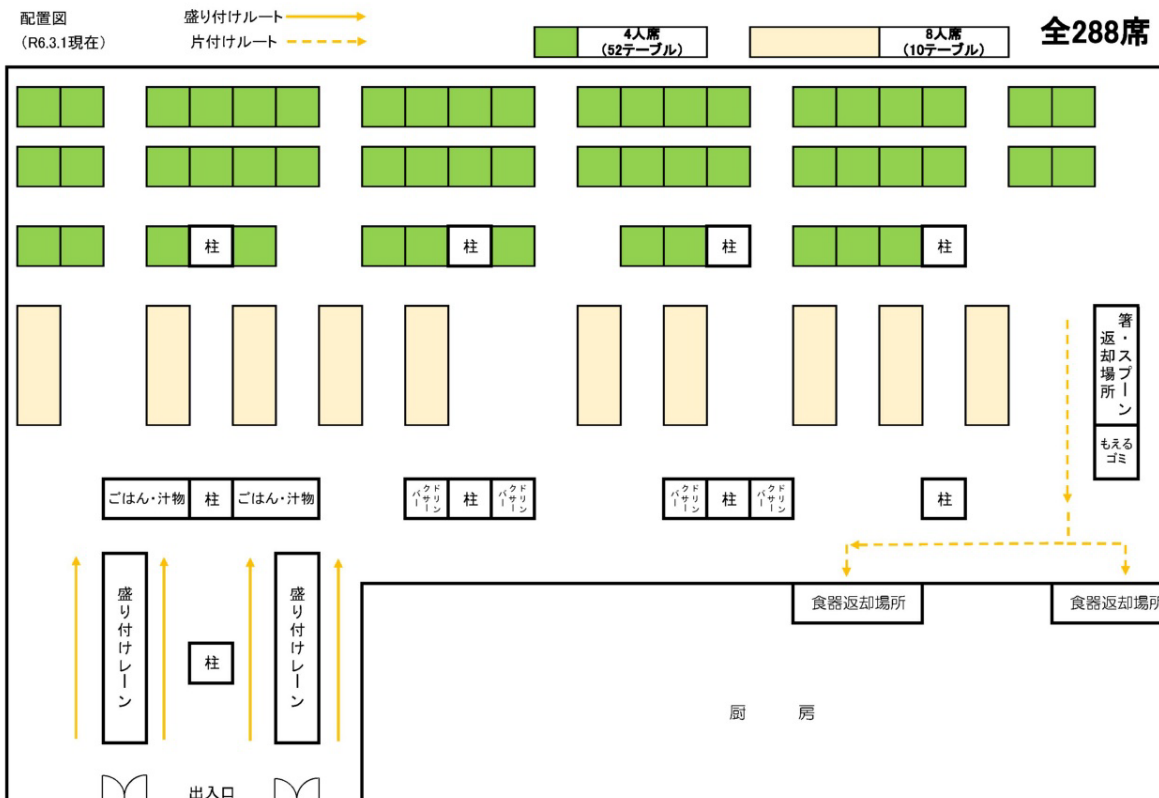 配置図
(R6.3.1現在)
盛り付けルート
片付けルート
4人席
(52テーブル)
8人席
(10テーブル)
全288席
柱
柱
柱
柱
箸・スプーン
返却場所
もえる
ゴミ
ごはん・汁物
柱
ごはん・汁物
ドリンクサーバー
柱
ドリンクサーバー
ドリンクサーバー
柱
ドリンクサーバー
柱
盛り付けレーン
柱
盛り付けレーン
食器返却場所
食器返却場所
厨房
出入口